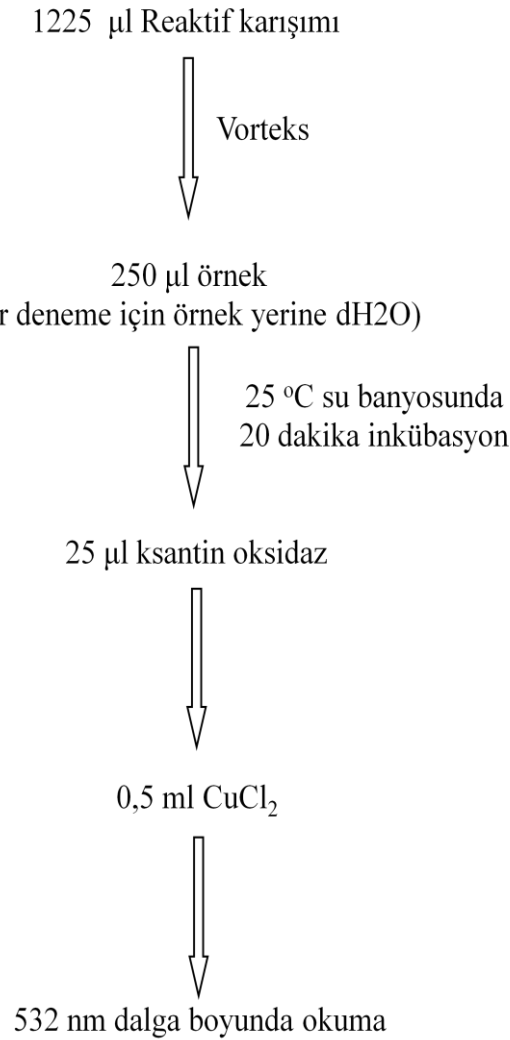 1225 μl Reaktif karışımı
Vorteks
250 μl örnek
deneme için örnek yerine dH2O)
25 ºC su banyosunda
20 dakika inkübasyon
25 μl ksantin oksidaz
0,5 ml CuCl₂
532 nm dalga boyunda okuma